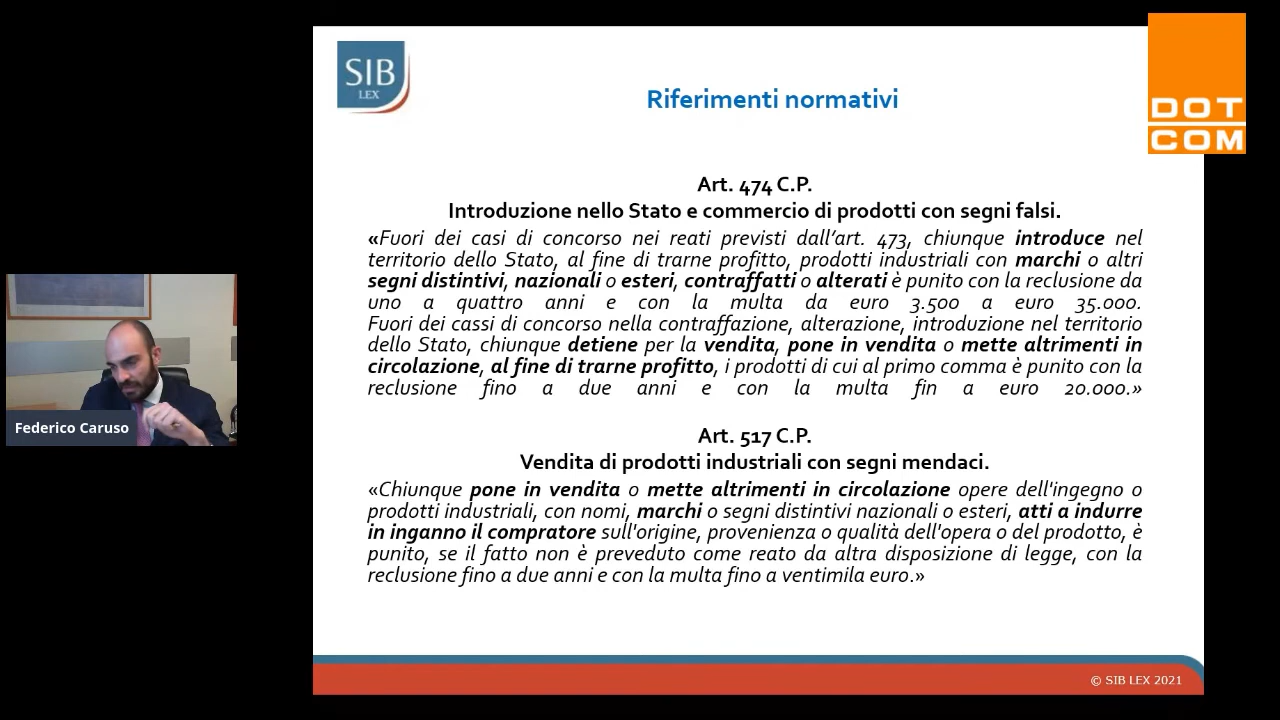 SIB
LEX
Riferimenti normativi
DOT
COM
Art. 474 C.P.
Introduzione nello Stato e commercio di prodotti con segni falsi.
«Fuori dei casi di concorso nei reati previsti dall’art. 473, chiunque introduce nel
territorio dello Stato, al fine di trarne profitto, prodotti industriali con marchi o altri
segni distintivi, nazionali o esteri, contraffatti o alterati è punito con la reclusione da
uno a quattro anni e con la multa da euro 3.500 a euro 35.000.
Fuori dei cassi di concorso nella contraffazione, alterazione, introduzione nel territorio
dello Stato, chiunque detiene per la vendita, pone in vendita o mette altrimenti in
circolazione, al fine di trarne profitto, i prodotti di cui al primo comma è punito con la
reclusione fino a due anni e con la multa fin a euro 20.000.»
Federico Caruso
Art. 517 C.P.
Vendita di prodotti industriali con segni mendaci.
«Chiunque pone in vendita o mette altrimenti in circolazione opere dell'ingegno o
prodotti industriali, con nomi, marchi o segni distintivi nazionali o esteri, atti a indurre
in inganno il compratore sull'origine, provenienza o qualità dell'opera o del prodotto, è
punito, se il fatto non è preveduto come reato da altra disposizione di legge, con la
reclusione fino a due anni e con la multa fino a ventimila euro.»
© SIB LEX 2021